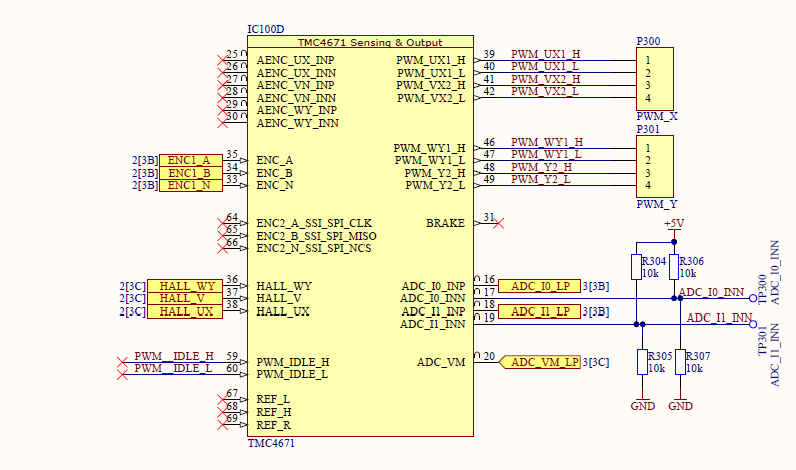 IC100D
TMC4671 Sensing & Output
25 AENC_UX_INP
26 AENC_UX_INN
27 AENC_VN_INP
28 AENC_VN_INN
29 AENC_WY_INP
30 AENC_WY_INN
2[3B] ENC1_A 35 ENC_A
2[3B] ENC1_B 34 ENC_B
2[3B] ENC1_N 33 ENC_N
64 ENC2_A_SSI_SPI_CLK
65 ENC2_B_SSI_SPI_MISO
66 ENC2_N_SSI_SPI_NCS
2[3C] HALL_WY 36 HALL_WY
2[3C] HALL_V 37 HALL_V
2[3C] HALL_UX 38 HALL_UX
PWM__IDLE_H 59 PWM_IDLE_H
PWM__IDLE_L 60 PWM_IDLE_L
67 REF_L
68 REF_H
69 REF_R
TMC4671
PWM_UX1_H 39 PWM_UX1_H
PWM_UX1_L 40 PWM_UX1_L
PWM_VX2_H 41 PWM_VX2_H
PWM_VX2_L 42 PWM_VX2_L
P300
1
2
3
4
PWM_X
PWM_WY1_H 46 PWM_WY1_H
PWM_WY1_L 47 PWM_WY1_L
PWM_Y2_H 48 PWM_Y2_H
PWM_Y2_L 49 PWM_Y2_L
P301
1
2
3
4
PWM_Y
BRAKE 31
ADC_I0_INP 16 ADC_I0_LP 3[3B]
ADC_I0_INN 17 ADC_I0_INN
ADC_I1_INP 18 ADC_I1_LP 3[3B]
ADC_I1_INN 19 ADC_I1_INN
ADC_VM 20 ADC_VM_LP 3[3C]
+5V
R304
10k
R306
10k
R305
10k
R307
10k
GND
GND
TP300
ADC_I0_INN
TP301
ADC_I1_INN